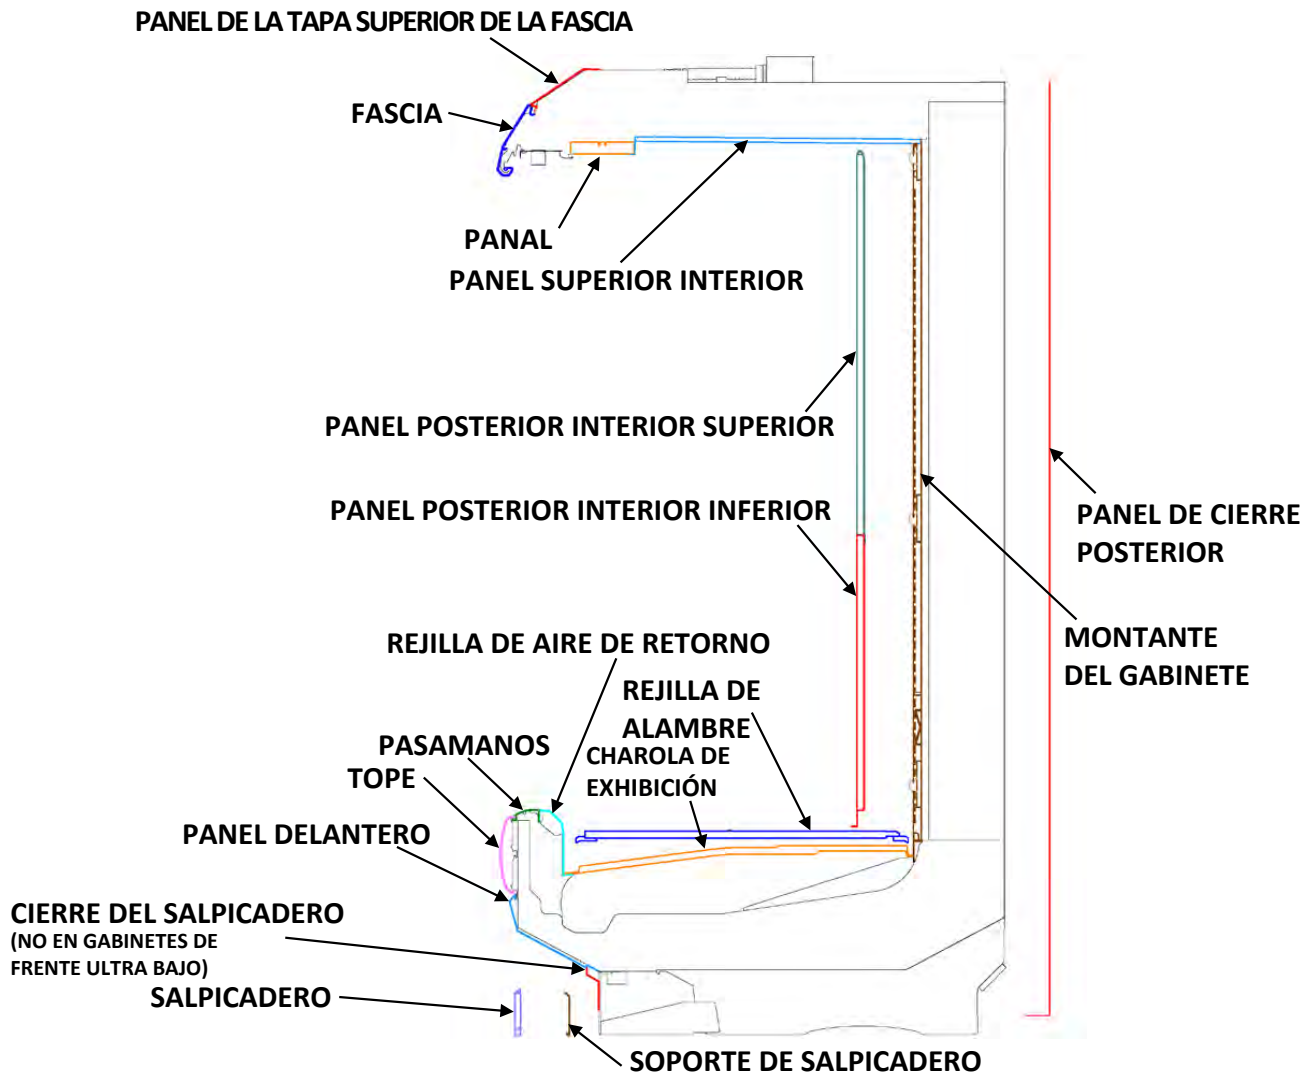 PANEL DE LA TAPA SUPERIOR DE LA FASCIA
FASCIA
PANAL
PANEL SUPERIOR INTERIOR
PANEL POSTERIOR INTERIOR SUPERIOR
PANEL POSTERIOR INTERIOR INFERIOR
PANEL DE CIERRE
POSTERIOR
MONTANTE
DEL GABINETE
REJILLA DE AIRE DE RETORNO
REJILLA DE
ALAMBRE
CHAROLA DE
EXHIBICIÓN
PASAMANOS
TOPE
PANEL DELANTERO
CIERRE DEL SALPICADERO
(NO EN GABINETES DE
FRENTE ULTRA BAJO)
SALPICADERO
SOPORTE DE SALPICADERO